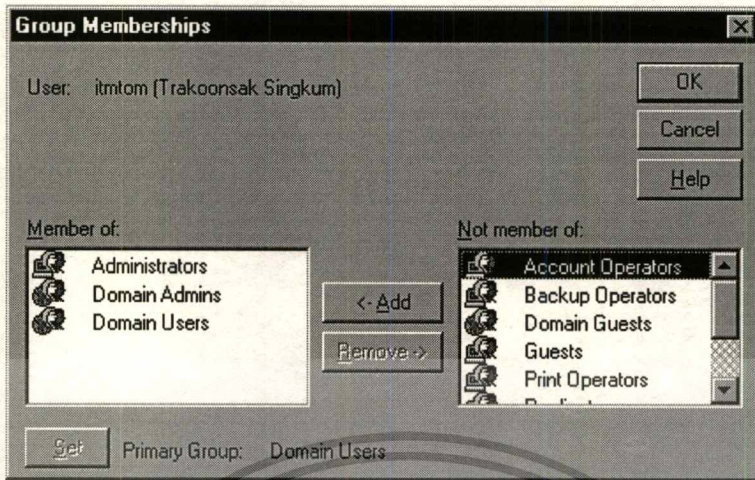 Group Memberships
User: itmtom (Trakoonsak Singkum)
OK
Cancel
Help
Member of:
Administrators
Domain Admins
Domain Users
<- Add
Remove ->
Not member of:
Account Operators
Backup Operators
Domain Guests
Guests
Print Operators
Set
Primary Group: Domain Users